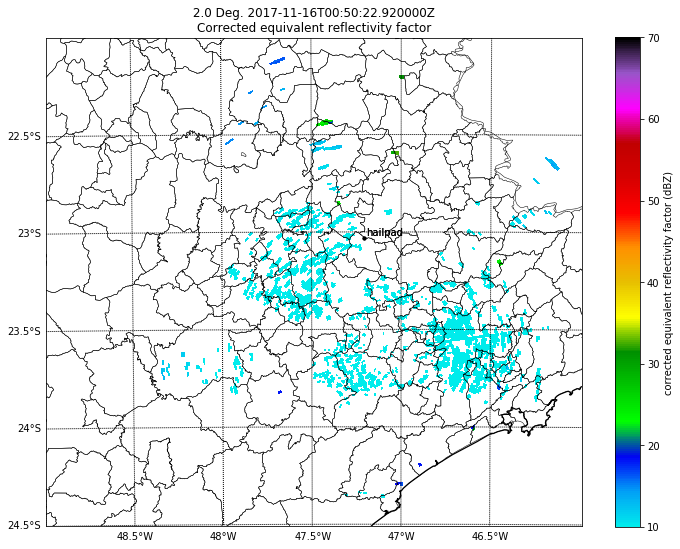 2.0 Deg. 2017-11-16T00:50:22.920000Z
Corrected equivalent reflectivity factor
22.5°S
23°S
23.5°S
24°S
24.5°S
hailpad
48.5°W
48°W
47.5°W
47°W
46.5°W
70
60
50
40
30
20
10
corrected equivalent reflectivity factor (dBZ)